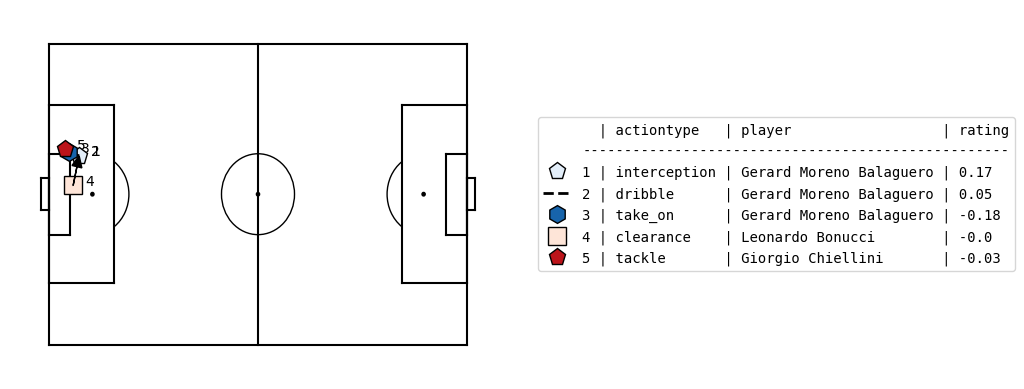 5
3
2
1
4
| actiontype | player | rating
-----------------------------------------------------
1 | interception | Gerard Moreno Balaguero | 0.17
2 | dribble | Gerard Moreno Balaguero | 0.05
3 | take_on | Gerard Moreno Balaguero | -0.18
4 | clearance | Leonardo Bonucci | -0.0
5 | tackle | Giorgio Chiellini | -0.03